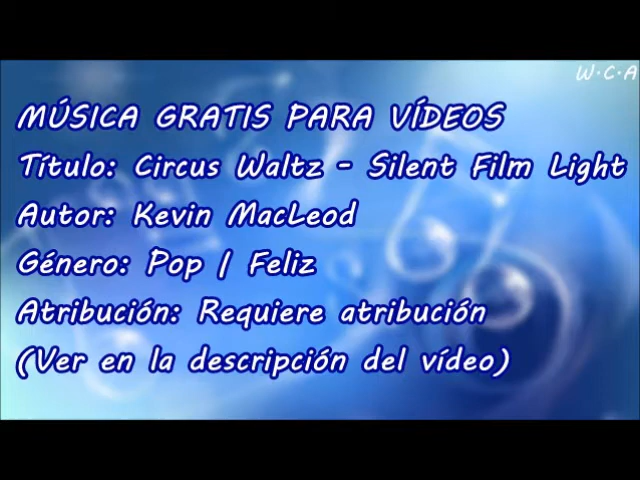 W.C.A
MÚSICA GRATIS PARA VÍDEOS
Título: Circus Waltz - Silent Film Light
Autor: Kevin MacLeod
Género: Pop | Feliz
Atribución: Requiere atribución
(Ver en la descripción del vídeo)